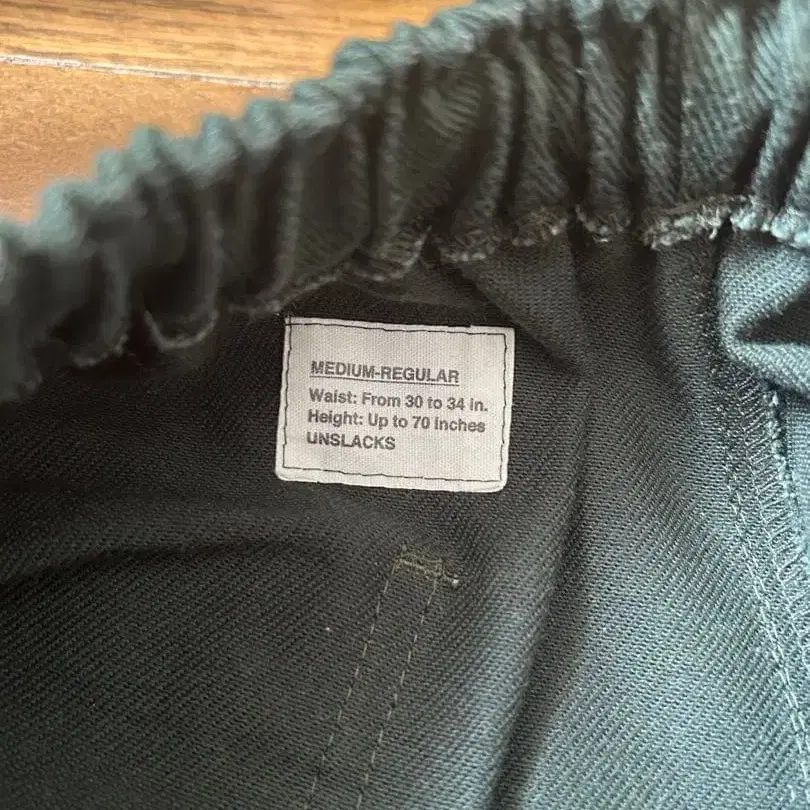 MEDIUM-REGULAR
Waist: From 30 to 34 in.
Height: Up to 70 inches
UNSLACKS